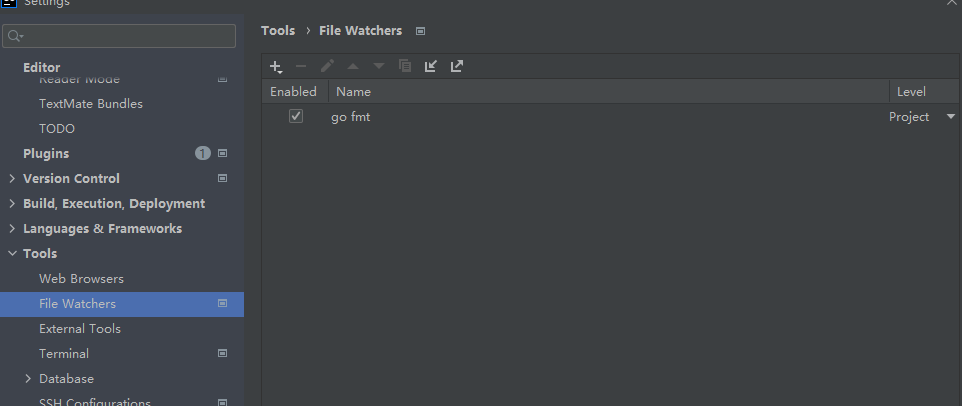 Settings
Tools › File Watchers
Editor
Reader Mode
TextMate Bundles
TODO
Plugins 1
Version Control
Build, Execution, Deployment
Languages & Frameworks
Tools
Web Browsers
File Watchers
External Tools
Terminal
Database
SSH Configurations
Enabled Name Level
go fmt Project